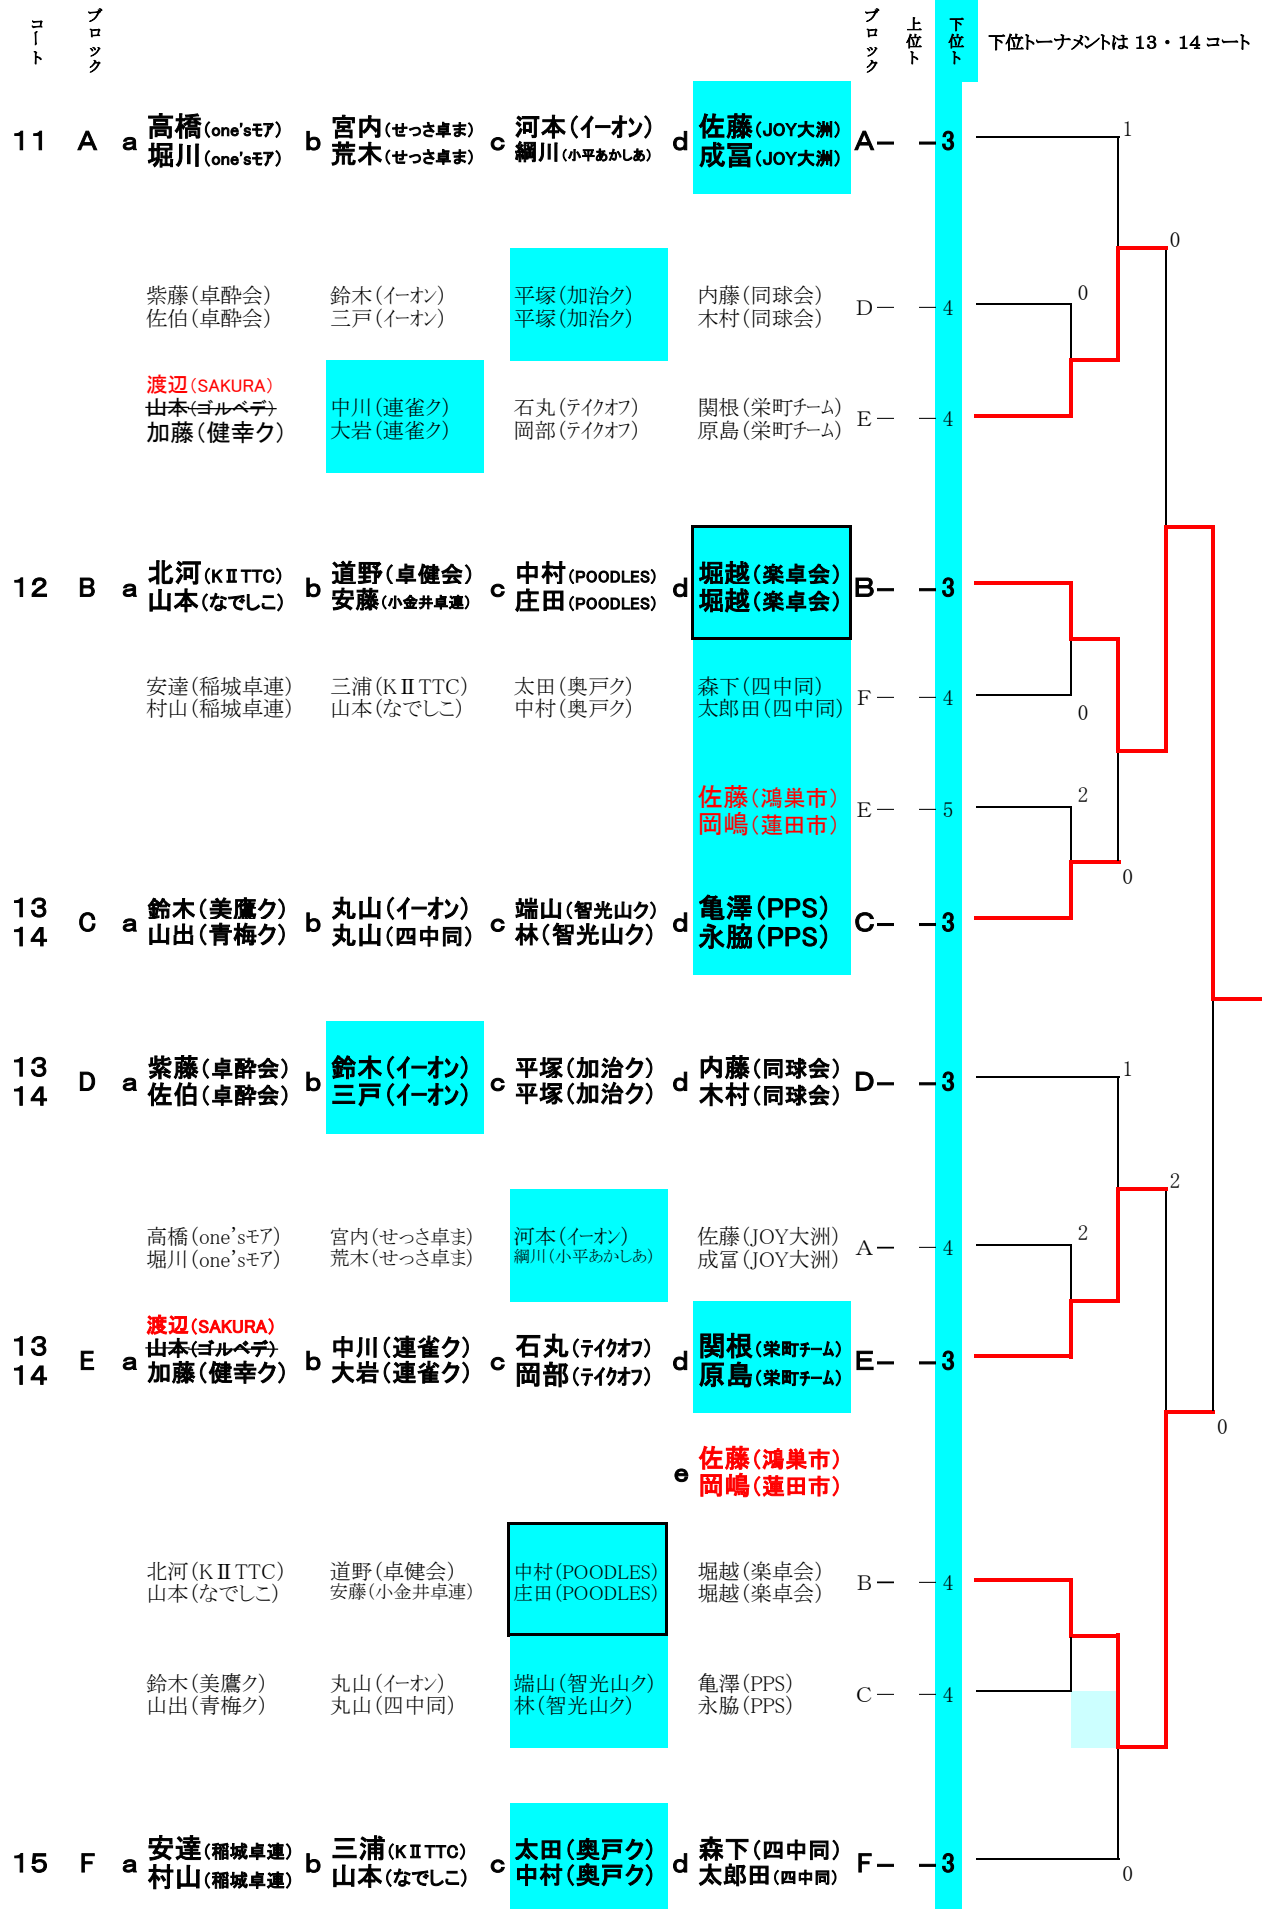 コート ブロック ブロック 上位ト 下位ト 下位トーナメントは 13・14 コート
1
11 A a 高橋(one'sモア) b 宮内(せっさ卓ま) c 河本(イーオン) d 佐藤(JOY大洲) A 3
堀川(one'sモア) 荒木(せっさ卓ま) 綱川(小平あかしあ) 成冨(JOY大洲)
0
紫藤(卓酔会) 鈴木(イーオン) 平塚(加治ク) 内藤(同球会) D 4 0
佐伯(卓酔会) 三戸(イーオン) 平塚(加治ク) 木村(同球会)
渡辺(SAKURA)
山本(ゴルベデ) 中川(連雀ク) 石丸(テイクオフ) 関根(栄町チーム) E 4
加藤(健幸ク) 大岩(連雀ク) 岡部(テイクオフ) 原島(栄町チーム)
12 B a 北河(KⅡTTC) b 道野(卓健会) c 中村(POODLES) d 堀越(楽卓会) B 3
山本(なでしこ) 安藤(小金井卓連) 庄田(POODLES) 堀越(楽卓会)
安達(稲城卓連) 三浦(KⅡTTC) 太田(奥戸ク) 森下(四中同) F 4
村山(稲城卓連) 山本(なでしこ) 中村(奥戸ク) 太郎田(四中同) 0
佐藤(鴻巣市) E 5 2
岡嶋(蓮田市)
0
13 C a 鈴木(美鷹ク) b 丸山(イーオン) c 端山(智光山ク) d 亀澤(PPS) C 3
14 山出(青梅ク) 丸山(四中同) 林(智光山ク) 永脇(PPS)
13 D a 紫藤(卓酔会) b 鈴木(イーオン) c 平塚(加治ク) d 内藤(同球会) D 3 1
14 佐伯(卓酔会) 三戸(イーオン) 平塚(加治ク) 木村(同球会)
2
高橋(one'sモア) 宮内(せっさ卓ま) 河本(イーオン) 佐藤(JOY大洲) A 4 2
堀川(one'sモア) 荒木(せっさ卓ま) 綱川(小平あかしあ) 成冨(JOY大洲)
渡辺(SAKURA)
13 E a 山本(ゴルベデ) b 中川(連雀ク) c 石丸(テイクオフ) d 関根(栄町チーム) E 3
14 加藤(健幸ク) 大岩(連雀ク) 岡部(テイクオフ) 原島(栄町チーム)
0
e 佐藤(鴻巣市)
岡嶋(蓮田市)
北河(KⅡTTC) 道野(卓健会) 中村(POODLES) 堀越(楽卓会) B 4
山本(なでしこ) 安藤(小金井卓連) 庄田(POODLES) 堀越(楽卓会)
鈴木(美鷹ク) 丸山(イーオン) 端山(智光山ク) 亀澤(PPS) C 4
山出(青梅ク) 丸山(四中同) 林(智光山ク) 永脇(PPS)
15 F a 安達(稲城卓連) b 三浦(KⅡTTC) c 太田(奥戸ク) d 森下(四中同) F 3
村山(稲城卓連) 山本(なでしこ) 中村(奥戸ク) 太郎田(四中同) 0